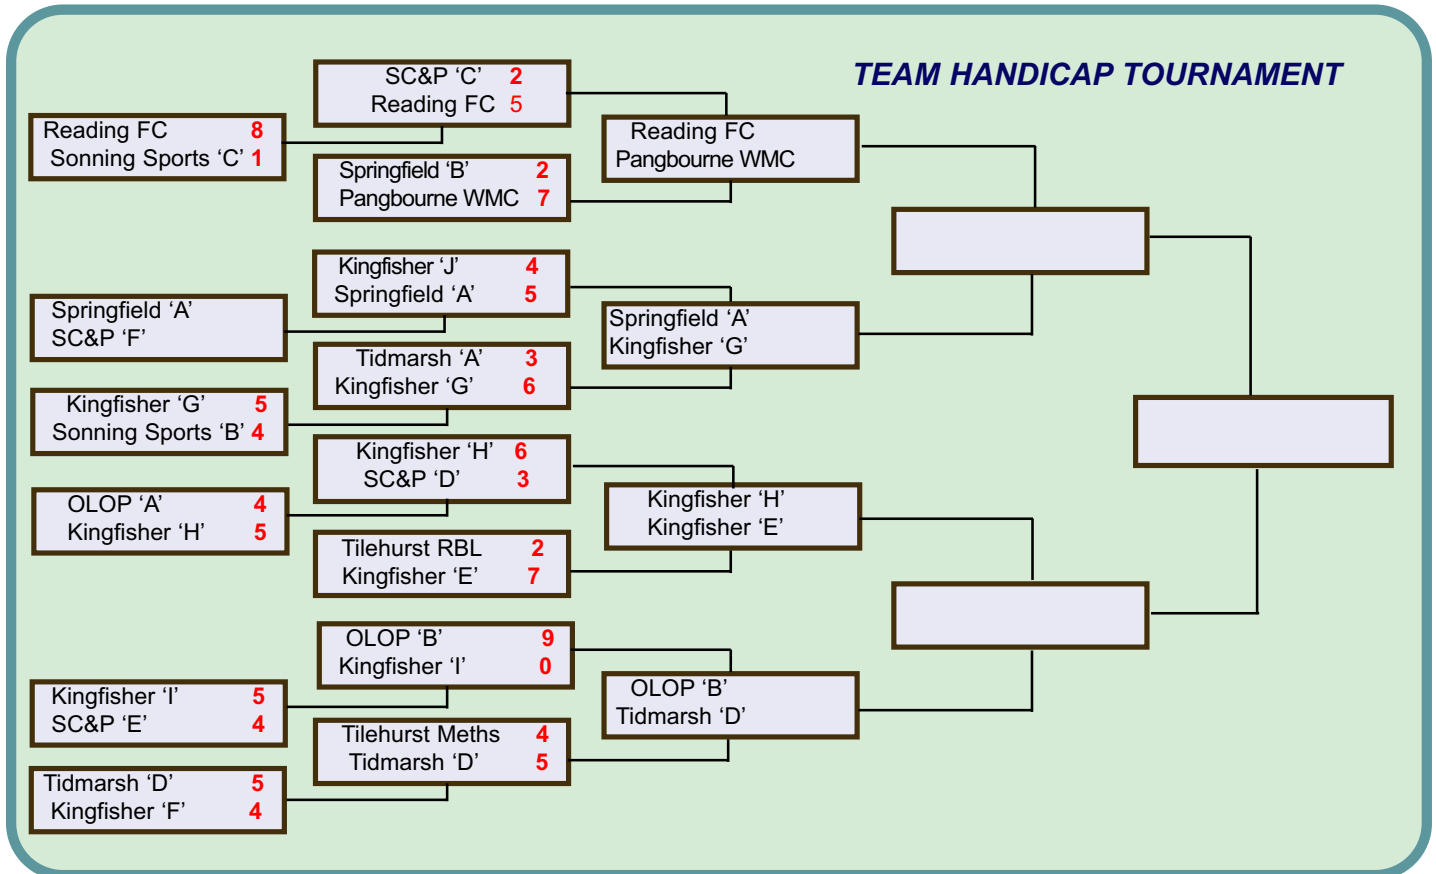 TEAM HANDICAP TOURNAMENT
Reading FC 8
Sonning Sports ‘C’ 1
Springfield ‘A’
SC&P ‘F’
Kingfisher ‘G’ 5
Sonning Sports ‘B’ 4
OLOP ‘A’ 4
Kingfisher ‘H’ 5
Kingfisher ‘I’ 5
SC&P ‘E’ 4
Tidmarsh ‘D’ 5
Kingfisher ‘F’ 4
SC&P ‘C’ 2
Reading FC 5
Springfield ‘B’ 2
Pangbourne WMC 7
Kingfisher ‘J’ 4
Springfield ‘A’ 5
Tidmarsh ‘A’ 3
Kingfisher ‘G’ 6
Kingfisher ‘H’ 6
SC&P ‘D’ 3
Tilehurst RBL 2
Kingfisher ‘E’ 7
OLOP ‘B’ 9
Kingfisher ‘I’ 0
Tilehurst Meths 4
Tidmarsh ‘D’ 5
Reading FC
Pangbourne WMC
Springfield ‘A’
Kingfisher ‘G’
Kingfisher ‘H’
Kingfisher ‘E’
OLOP ‘B’
Tidmarsh ‘D’